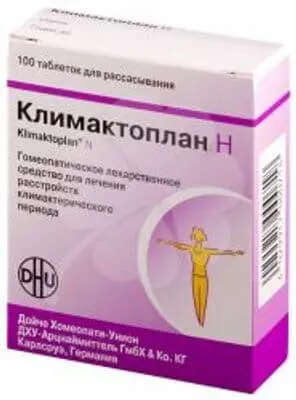 100 таблеток для рассасывания
Климактоплан Н
Klimaktoplan® N
Гомеопатическое лекарственное
средство для лечения
расстройств
климактерического
периода
DHU
Дойче Хомеопати-Унион
ДХУ-Арцнаймиттель ГмбХ & Ко. КГ
Карлсруэ, Германия